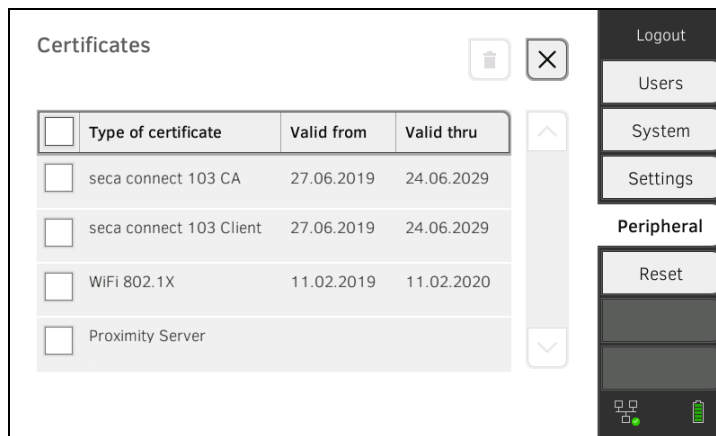 Certificates
Logout
Users
System
Settings
Peripheral
Reset
Type of certificate Valid from Valid thru
seca connect 103 CA 27.06.2019 24.06.2029
seca connect 103 Client 27.06.2019 24.06.2029
WiFi 802.1X 11.02.2019 11.02.2020
Proximity Server